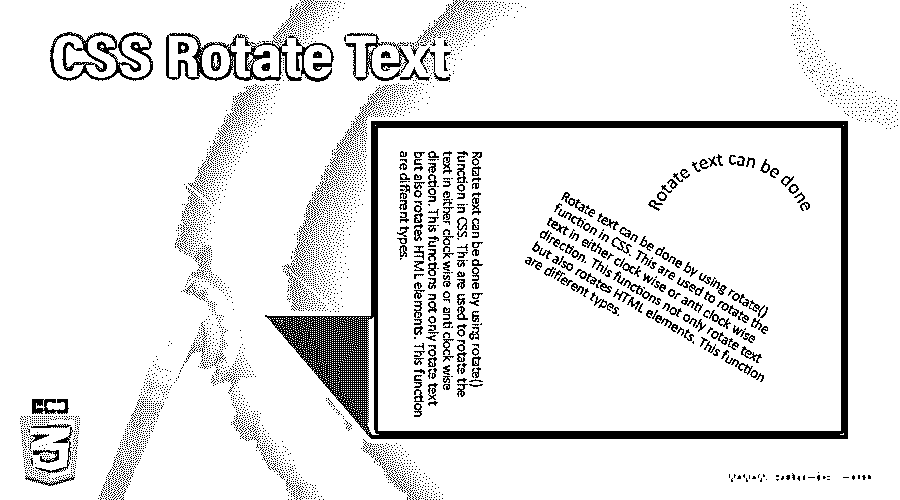 CSS Rotate Text
Rotate text can be done by using rotate()
function in CSS. This are used to rotate the
text in either clock wise or anti clock wise
direction. This functions not only rotate text
but also rotates HTML elements. This function
are different types.
Rotate text can be done by using rotate()
function in CSS. This are used to rotate the
text in either clock wise or anti clock wise
direction. This functions not only rotate text
but also rotates HTML elements. This function
are different types.
Rotate text can be done